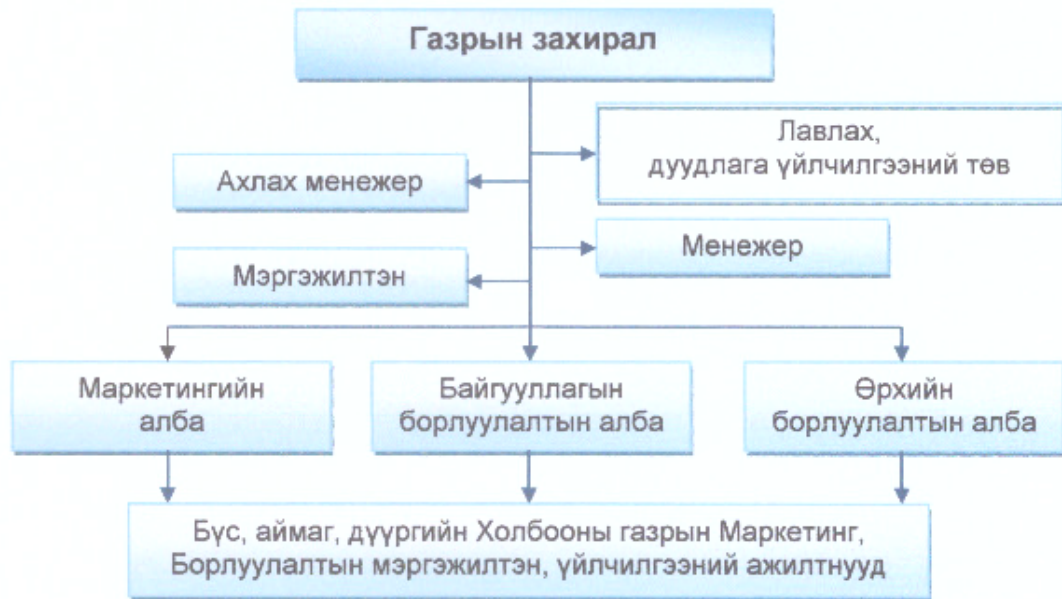 Газрын захирал
Лавлах,
дуудлага үйлчилгээний төв
Ахлах менежер
Менежер
Мэргэжилтэн
Маркетингийн
алба
Байгууллагын
борлуулалтын алба
Өрхийн
борлуулалтын алба
Бүс, аймаг, дүүргийн Холбооны газрын Маркетинг,
Борлуулалтын мэргэжилтэн, үйлчилгээний ажилтнууд